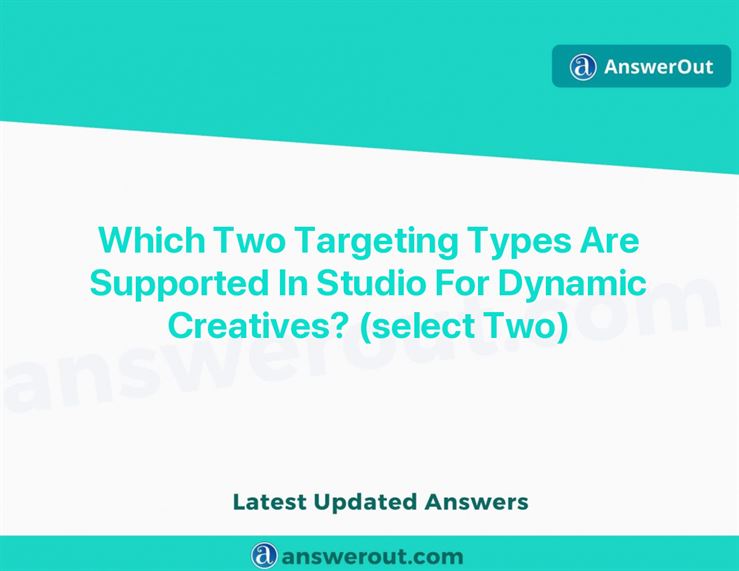 AnswerOut
Which Two Targeting Types Are
Supported In Studio For Dynamic
Creatives? (select Two)
answerout.com
Latest Updated Answers
answerout.com